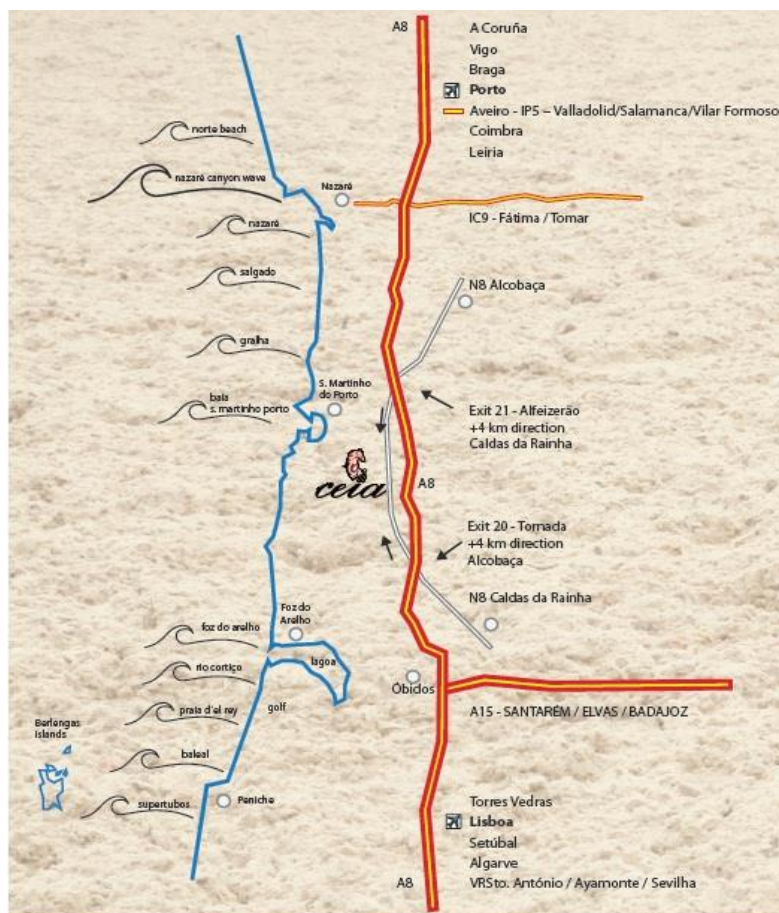 A8
A Coruña
Vigo
Braga
Porto
Aveiro - IP5 – Valladolid/Salamanca/Vilar Formoso
Coimbra
Leiria
norte beach
nazaré canyon wave
Nazaré
IC9 - Fátima / Tomar
nazaré
salgado
N8 Alcobaça
gralha
S. Martinho
do Porto
baia
s. martinho porto
Exit 21 - Alfeizerão
+4 km direction
Caldas da Rainha
ceia
A8
Exit 20 - Tornada
+4 km direction
Alcobaça
N8 Caldas da Rainha
Foz do
Arelho
foz do arelho
lagoa
rio cortiço
Óbidos
golf
praia d'el rey
A15 - SANTARÉM / ELVAS / BADAJOZ
Berlengas
Islands
baleal
Peniche
supertubos
Torres Vedras
Lisboa
Setúbal
Algarve
A8
VRSto. António / Ayamonte / Sevilha